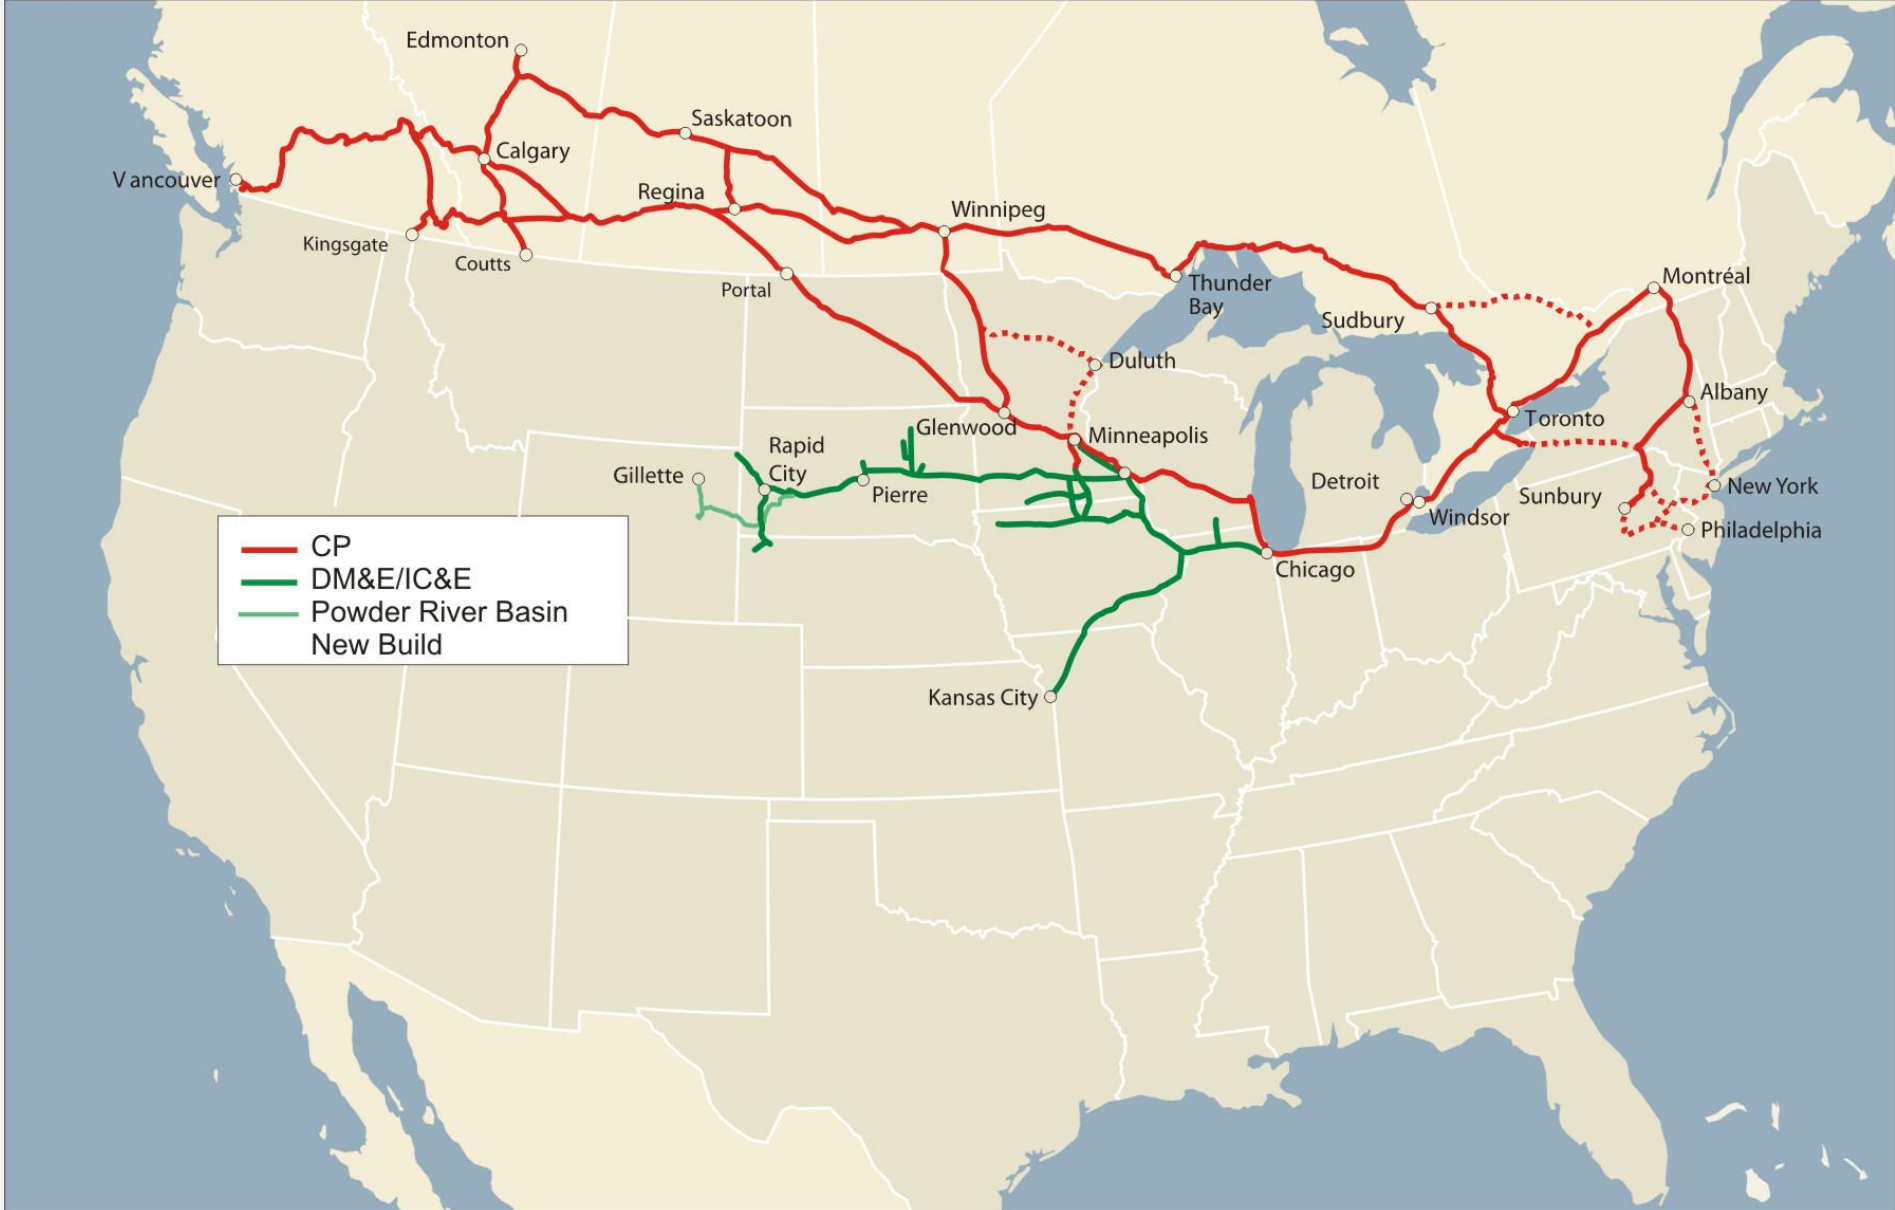 Edmonton
Saskatoon
Calgary
Vancouver
Regina
Winnipeg
Kingsgate
Coutts
Portal
Thunder
Bay
Sudbury
Montréal
Duluth
Albany
Toronto
Glenwood
Minneapolis
Rapid
City
Gillette
Pierre
Detroit
Windsor
Sunbury
New York
Philadelphia
Chicago
Kansas City
CP
DM&E/IC&E
Powder River Basin
New Build